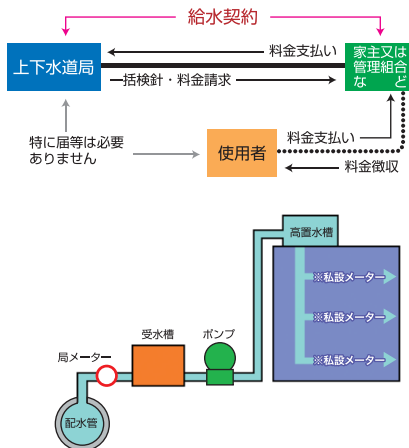 給水契約
上下水道局
料金支払い
一括検針・料金請求
家主又は
管理組合
など
特に届等は必要
ありません
使用者
料金支払い
料金徴収
高置水槽
※私設メーター
※私設メーター
※私設メーター
ポンプ
受水槽
局メーター
配水管